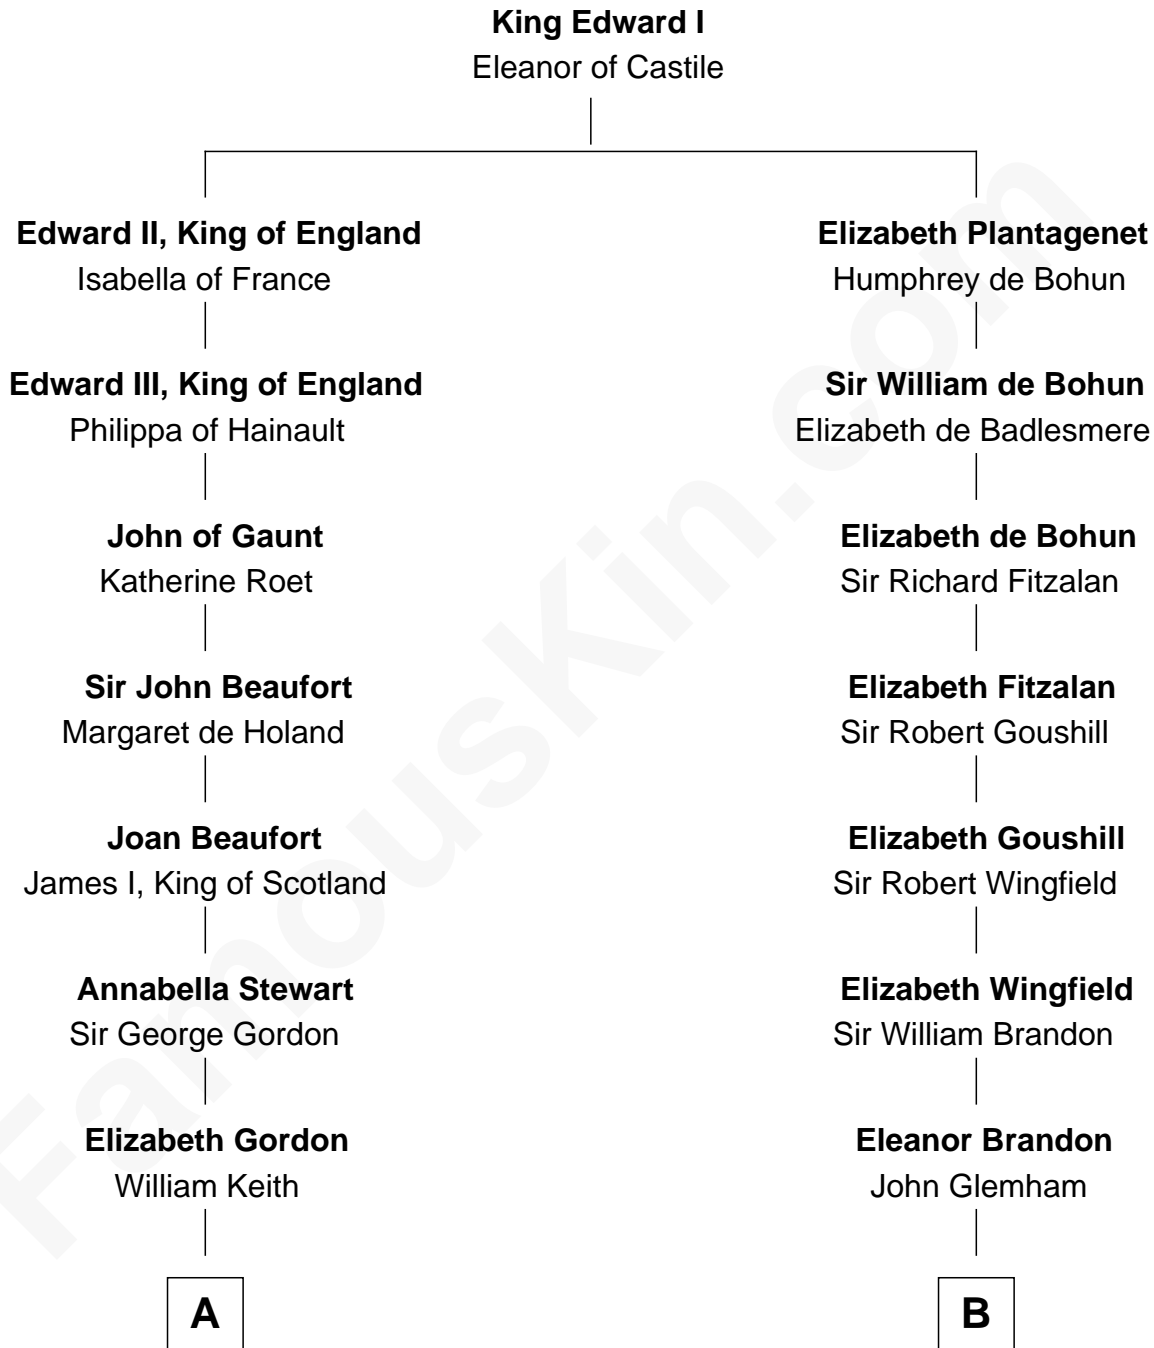 King Edward I
Eleanor of Castile
Edward II, King of England
Isabella of France
Elizabeth Plantagenet
Humphrey de Bohun
Edward III, King of England
Philippa of Hainault
Sir William de Bohun
Elizabeth de Badlesmere
John of Gaunt
Katherine Roet
Elizabeth de Bohun
Sir Richard Fitzalan
Sir John Beaufort
Margaret de Holand
Elizabeth Fitzalan
Sir Robert Goushill
Joan Beaufort
James I, King of Scotland
Elizabeth Goushill
Sir Robert Wingfield
Annabella Stewart
Sir George Gordon
Elizabeth Wingfield
Sir William Brandon
Elizabeth Gordon
William Keith
Eleanor Brandon
John Glemham
A
B
FamousKin.com